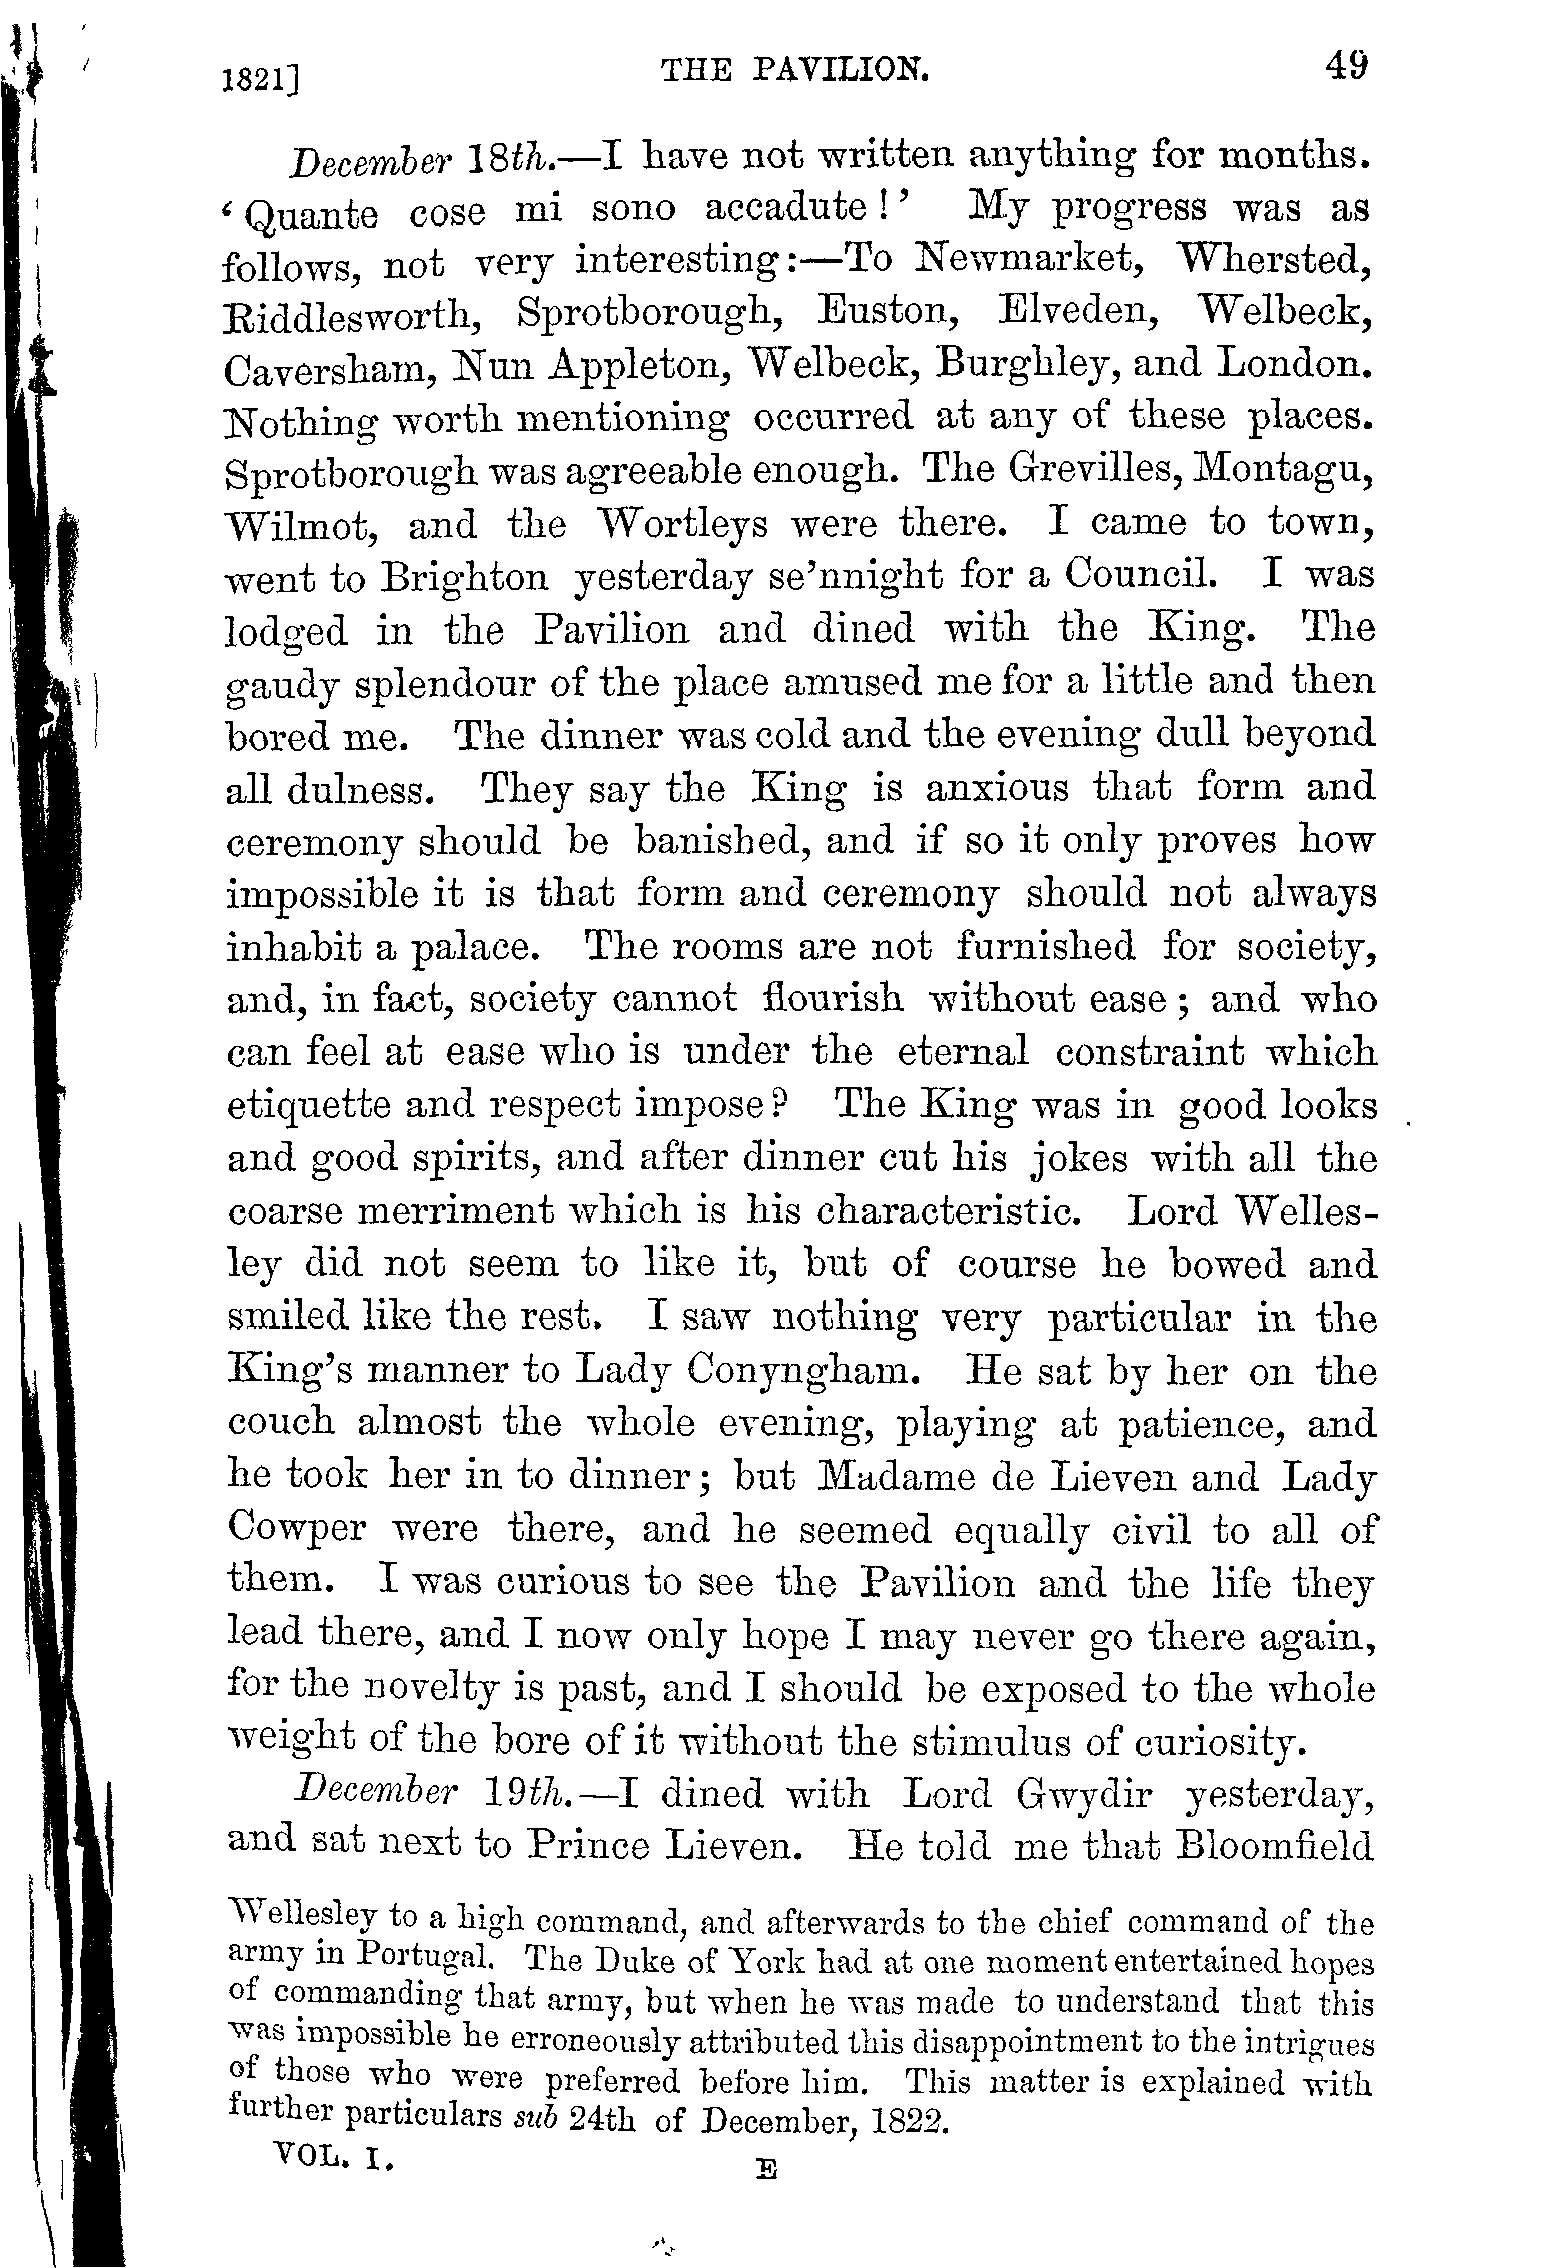 1821] THE PAVILION. 49
December 18th.—I have not written anything for months.
‘Quante cose mi sono accadute!’ My progress was as
follows, not very interesting:—To Newmarket, Whersted,
Riddlesworth, Sprotborough, Euston, Elveden, Welbeck,
Caversham, Nun Appleton, Welbeck, Burghley, and London.
Nothing worth mentioning occurred at any of these places.
Sprotborough was agreeable enough. The Grevilles, Montagu,
Wilmot, and the Wortleys were there. I came to town,
went to Brighton yesterday se’nnight for a Council. I was
lodged in the Pavilion and dined with the King. The
gaudy splendour of the place amused me for a little and then
bored me. The dinner was cold and the evening dull beyond
all dulness. They say the King is anxious that form and
ceremony should be banished, and if so it only proves how
impossible it is that form and ceremony should not always
inhabit a palace. The rooms are not furnished for society,
and, in fact, society cannot flourish without ease; and who
can feel at ease who is under the eternal constraint which
etiquette and respect impose? The King was in good looks
and good spirits, and after dinner cut his jokes with all the
coarse merriment which is his characteristic. Lord Welles-
ley did not seem to like it, but of course he bowed and
smiled like the rest. I saw nothing very particular in the
King’s manner to Lady Conyngham. He sat by her on the
couch almost the whole evening, playing at patience, and
he took her in to dinner; but Madame de Lieven and Lady
Cowper were there, and he seemed equally civil to all of
them. I was curious to see the Pavilion and the life they
lead there, and I now only hope I may never go there again,
for the novelty is past, and I should be exposed to the whole
weight of the bore of it without the stimulus of curiosity.
December 19th.—I dined with Lord Gwydir yesterday,
and sat next to Prince Lieven. He told me that Bloomfield
Wellesley to a high command, and afterwards to the chief command of the
army in Portugal. The Duke of York had at one moment entertained hopes
of commanding that army, but when he was made to understand that this
was impossible he erroneously attributed this disappointment to the intrigues
of those who were preferred before him. This matter is explained with
further particulars sub 24th of December, 1822.
VOL. I. E